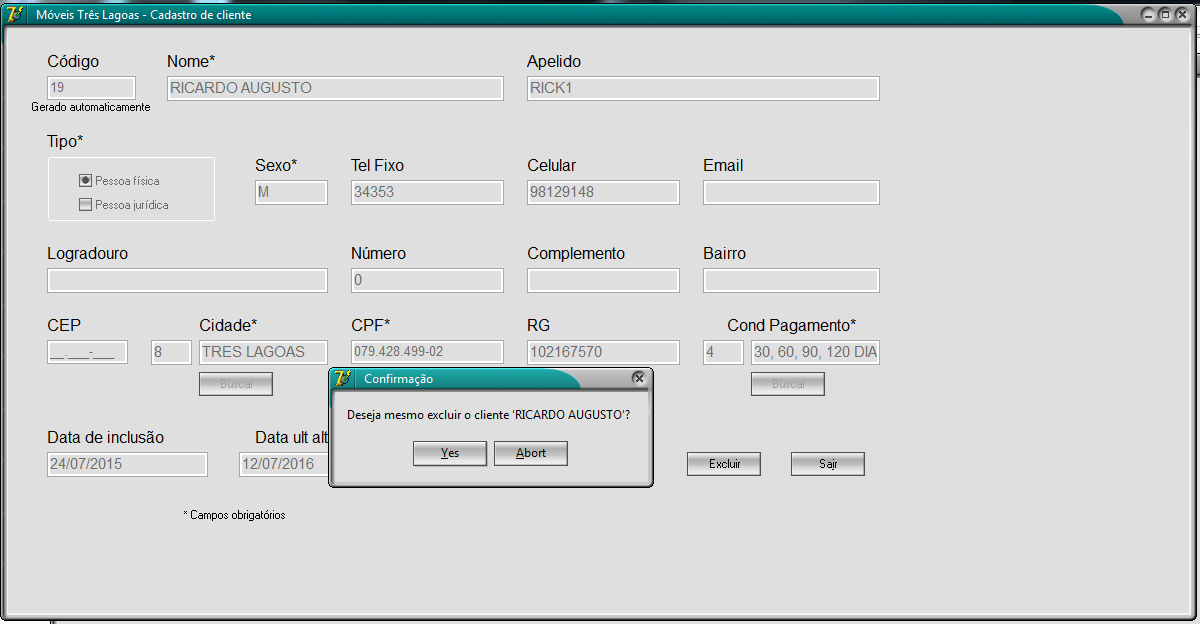 Móveis Três Lagoas - Cadastro de cliente
Código Nome* Apelido
19 RICARDO AUGUSTO RICK1
Gerado automaticamente
Tipo*
Sexo* Tel Fixo Celular Email
Pessoa física
M 34353 98129148
Pessoa jurídica
Logradouro Número Complemento Bairro
0
CEP Cidade* CPF* RG Cond Pagamento*
__.___-___ 8 TRES LAGOAS 079.428.499-02 102167570 4 30, 60, 90, 120 DIA
Buscar Buscar
Confirmação
Deseja mesmo excluir o cliente 'RICARDO AUGUSTO'?
Yes Abort
Data de inclusão Data ult alt
24/07/2015 12/07/2016 Excluir Sair
* Campos obrigatórios